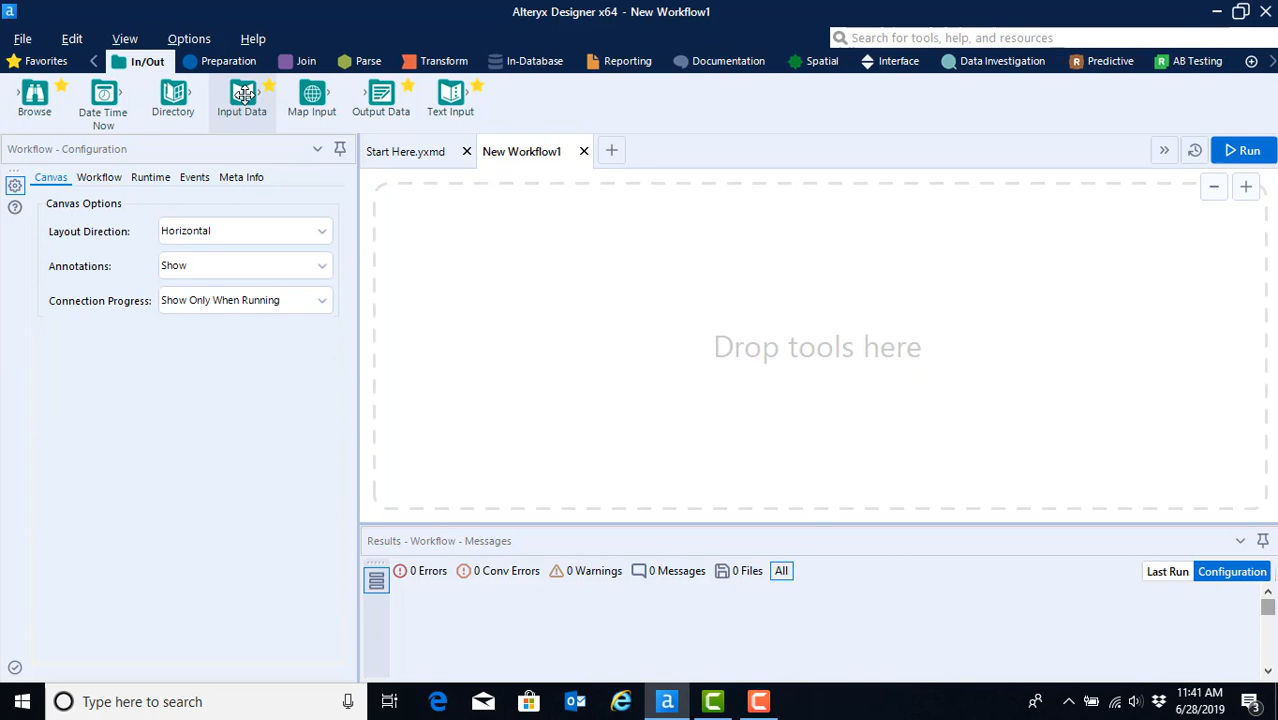 Alteryx Designer x64 - New Workflow1
File Edit View Options Help
Search for tools, help, and resources
Favorites In/Out Preparation Join Parse Transform In-Database Reporting Documentation Spatial Interface Data Investigation Predictive AB Testing
Browse Date Time Now Directory Input Data Map Input Output Data Text Input
Workflow - Configuration
Start Here.yxmd New Workflow1
Run
Canvas Workflow Runtime Events Meta Info
Canvas Options
Layout Direction: Horizontal
Annotations: Show
Connection Progress: Show Only When Running
Drop tools here
Results - Workflow - Messages
0 Errors 0 Conv Errors 0 Warnings 0 Messages 0 Files All
Last Run Configuration
Type here to search
11:41 AM
6/28/2019
3